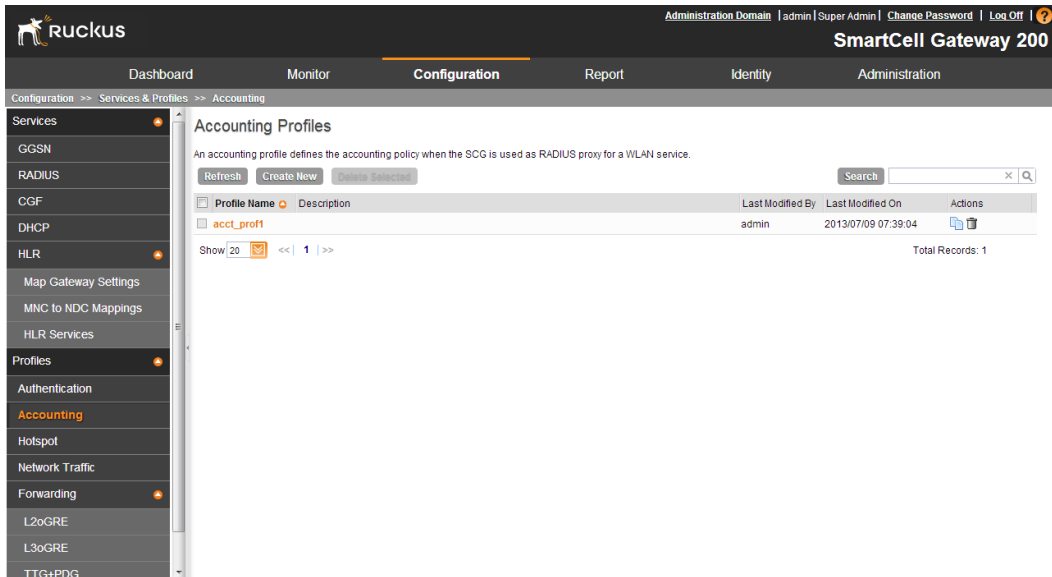 Ruckus
Administration Domain | admin | Super Admin | Change Password | Log Off | ?
SmartCell Gateway 200
Dashboard Monitor Configuration Report Identity Administration
Configuration >> Services & Profiles >> Accounting
Services
GGSN
RADIUS
CGF
DHCP
HLR
Map Gateway Settings
MNC to NDC Mappings
HLR Services
Profiles
Authentication
Accounting
Hotspot
Network Traffic
Forwarding
L2oGRE
L3oGRE
TTG+PDG
Accounting Profiles
An accounting profile defines the accounting policy when the SCG is used as RADIUS proxy for a WLAN service.
Refresh Create New Delete Selected Search
Profile Name Description Last Modified By Last Modified On Actions
acct_prof1 admin 2013/07/09 07:39:04
Show 20 << | 1 | >> Total Records: 1